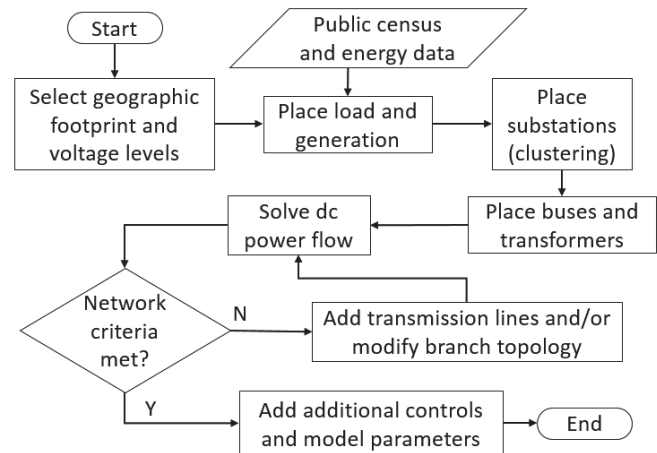 Start
Public census
and energy data
Select geographic
footprint and
voltage levels
Place load and
generation
Place
substations
(clustering)
Solve dc
power flow
Place buses and
transformers
Network
criteria
met?
N
Add transmission lines and/or
modify branch topology
Y
Add additional controls
and model parameters
End